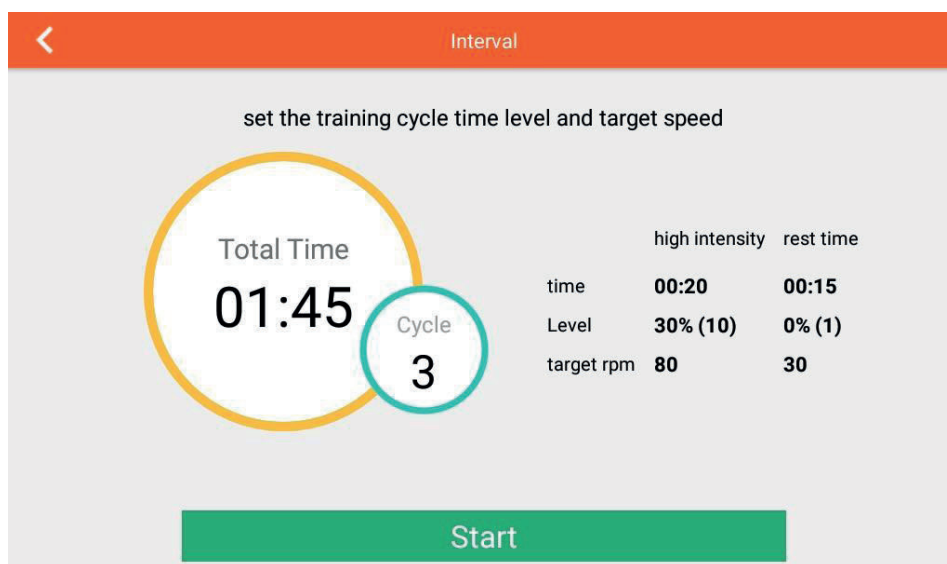 Interval
set the training cycle time level and target speed
Total Time
01:45
Cycle
3
high intensity rest time
time 00:20 00:15
Level 30% (10) 0% (1)
target rpm 80 30
Start